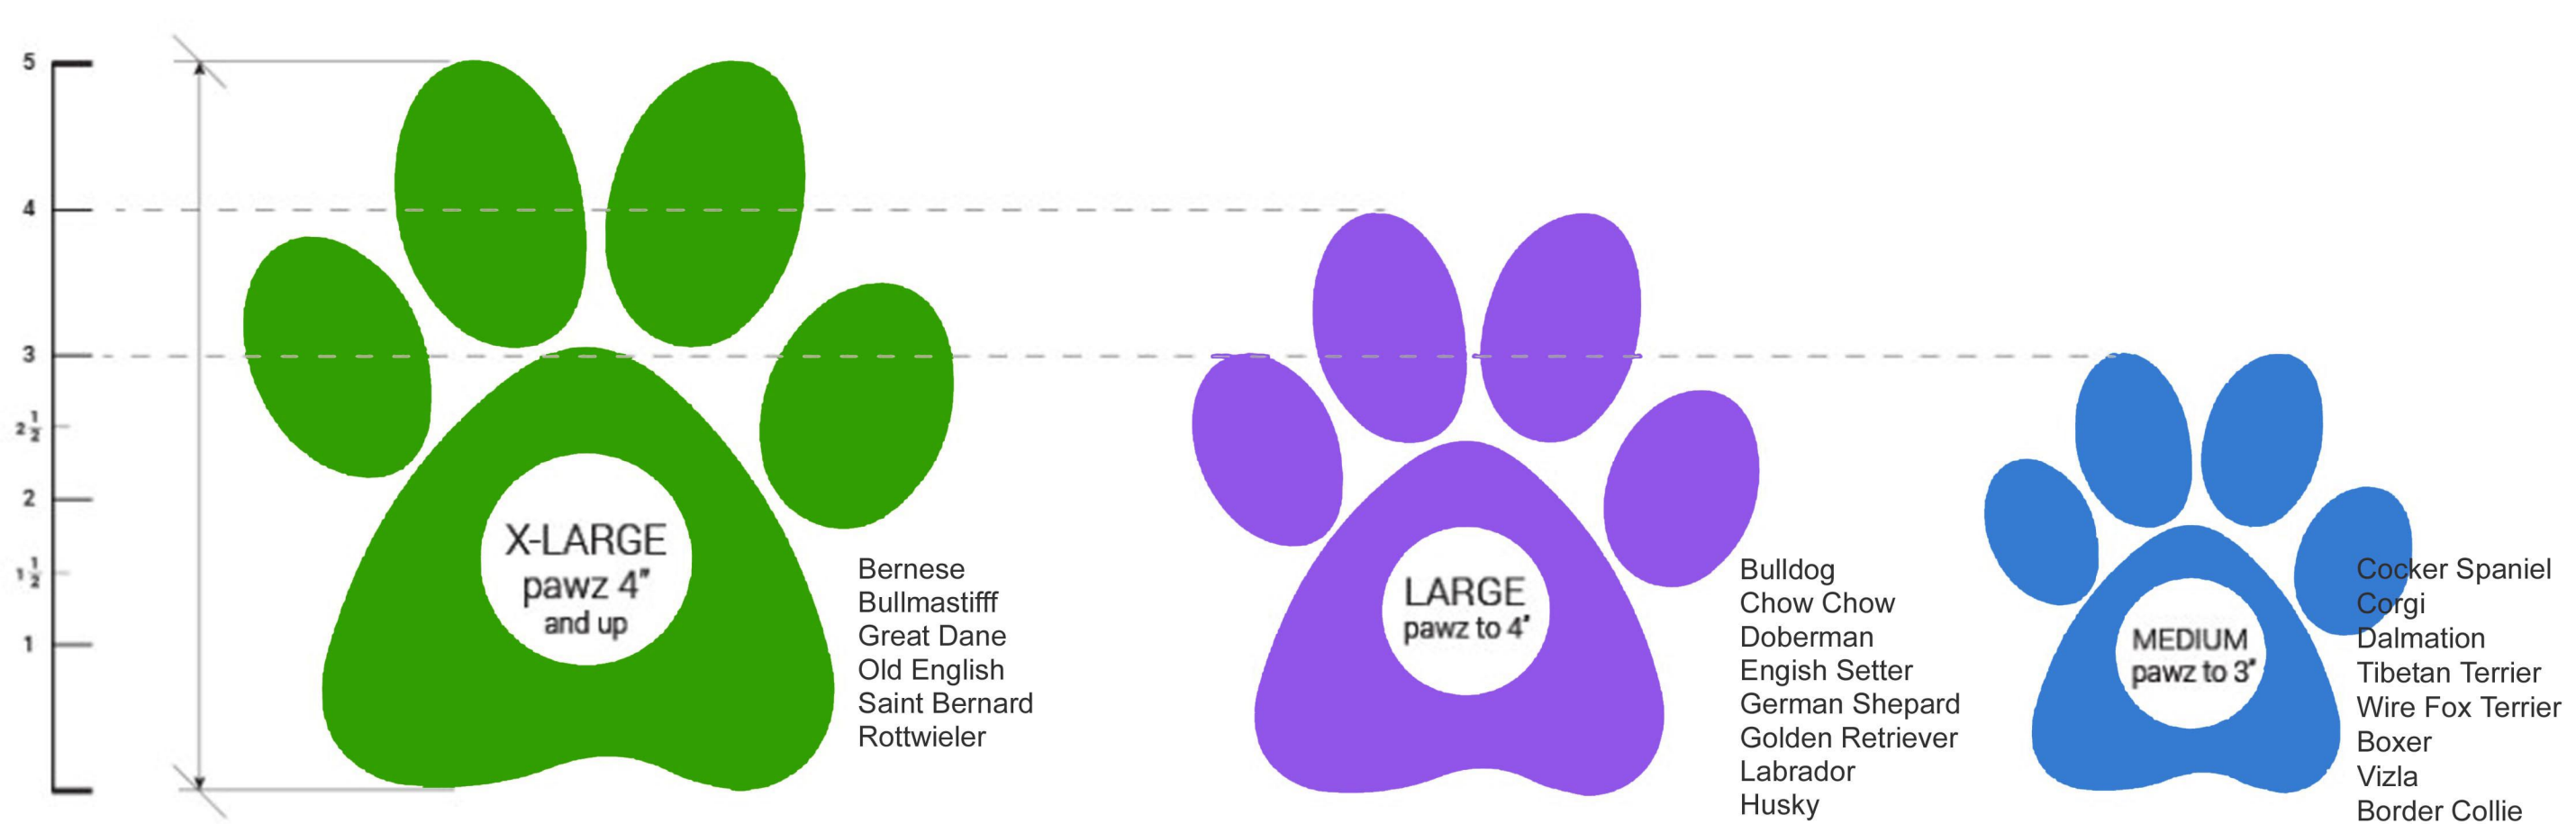 5
4
3
2½
2
1½
1
X-LARGE
pawz 4"
and up
Bernese
Bullmastifff
Great Dane
Old English
Saint Bernard
Rottwieler
LARGE
pawz to 4"
Bulldog
Chow Chow
Doberman
Engish Setter
German Shepard
Golden Retriever
Labrador
Husky
MEDIUM
pawz to 3"
Cocker Spaniel
Corgi
Dalmation
Tibetan Terrier
Wire Fox Terrier
Boxer
Vizla
Border Collie